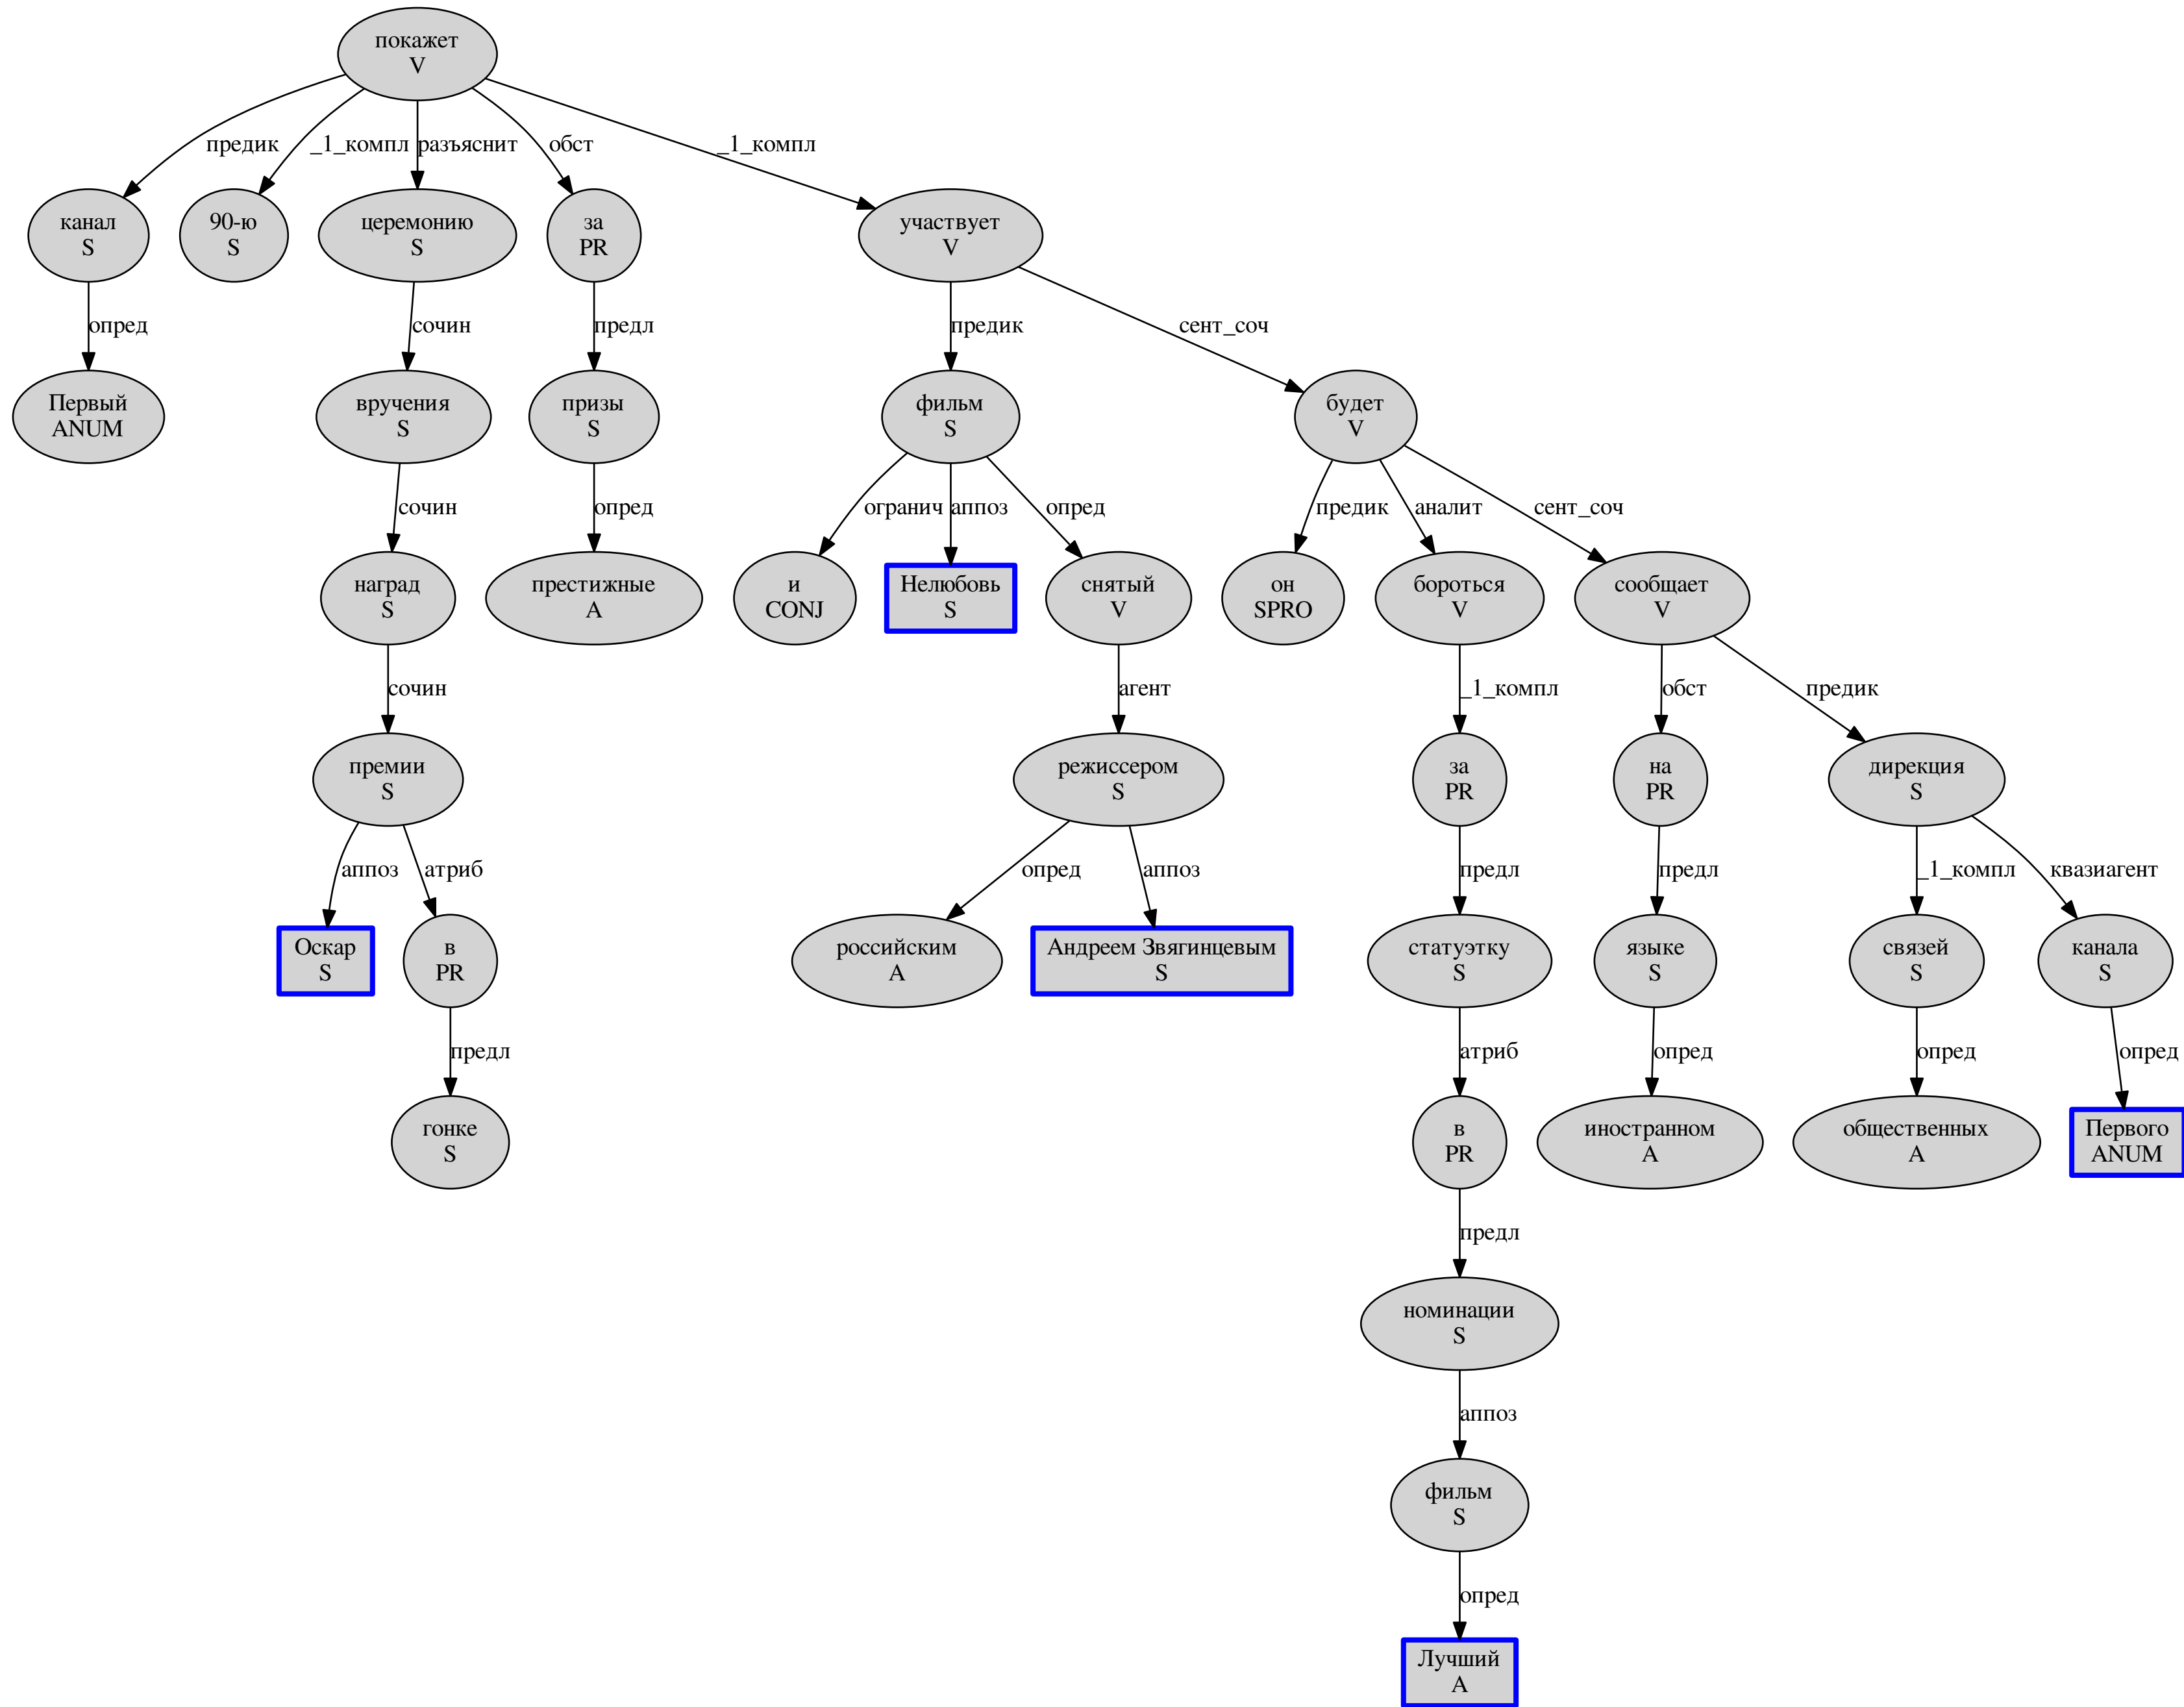 покажет
V
предик
_1_компл
разъяснит
обст
_1_компл
канал
S
90-ю
S
церемонию
S
за
PR
участвует
V
опред
сочин
предл
предик
сент_соч
Первый
ANUM
вручения
S
призы
S
фильм
S
будет
V
сочин
опред
огранич
аппоз
опред
предик
аналит
сент_соч
наград
S
престижные
A
и
CONJ
Нелюбовь
S
снятый
V
он
SPRO
бороться
V
сообщает
V
сочин
агент
_1_компл
обст
предик
премии
S
режиссером
S
за
PR
на
PR
дирекция
S
аппоз
атриб
опред
аппоз
предл
предл
_1_компл
квазиагент
Оскар
S
в
PR
российским
A
Андреем Звягинцевым
S
статуэтку
S
языке
S
связей
S
канала
S
предл
атриб
опред
опред
опред
гонке
S
в
PR
иностранном
A
общественных
A
Первого
ANUM
предл
номинации
S
аппоз
фильм
S
опред
Лучший
A